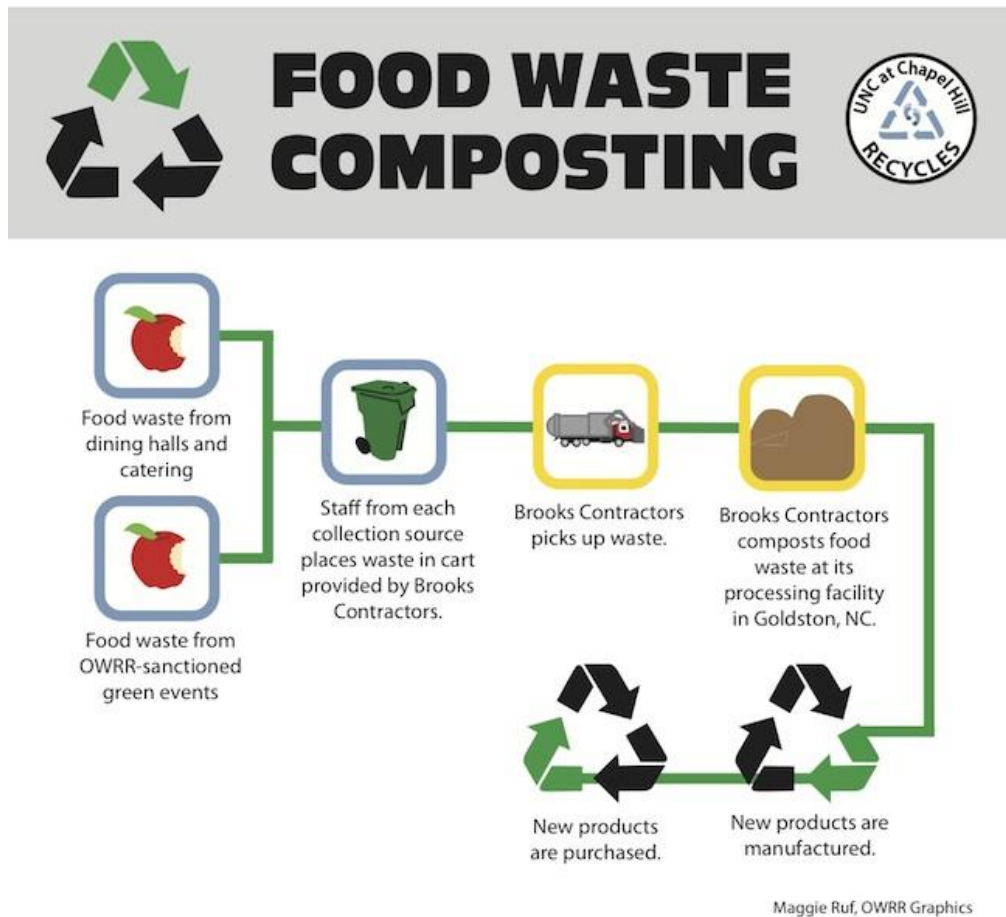 FOOD WASTE
COMPOSTING
UNC at Chapel Hill
RECYCLES
Food waste from
dining halls and
catering
Food waste from
OWRR-sanctioned
green events
Staff from each
collection source
places waste in cart
provided by Brooks
Contractors.
Brooks Contractors
picks up waste.
Brooks Contractors
composts food
waste at its
processing facility
in Goldston, NC.
New products are
manufactured.
New products
are purchased.
Maggie Ruf, OWRR Graphics